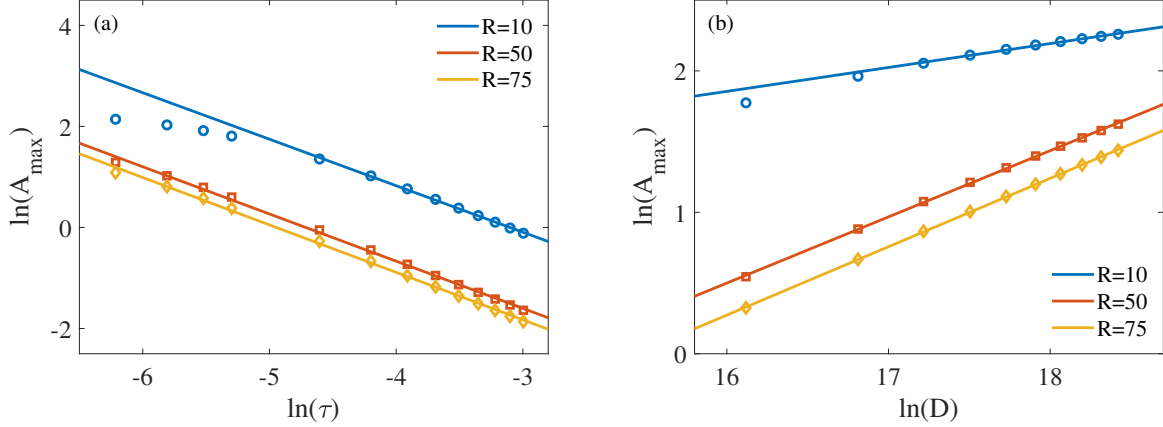 (a)
R=10
R=50
R=75
4
2
0
-2
ln(A_max)
-6
-5
-4
-3
ln(τ)
(b)
R=10
R=50
R=75
2
1
0
ln(A_max)
16
17
18
ln(D)